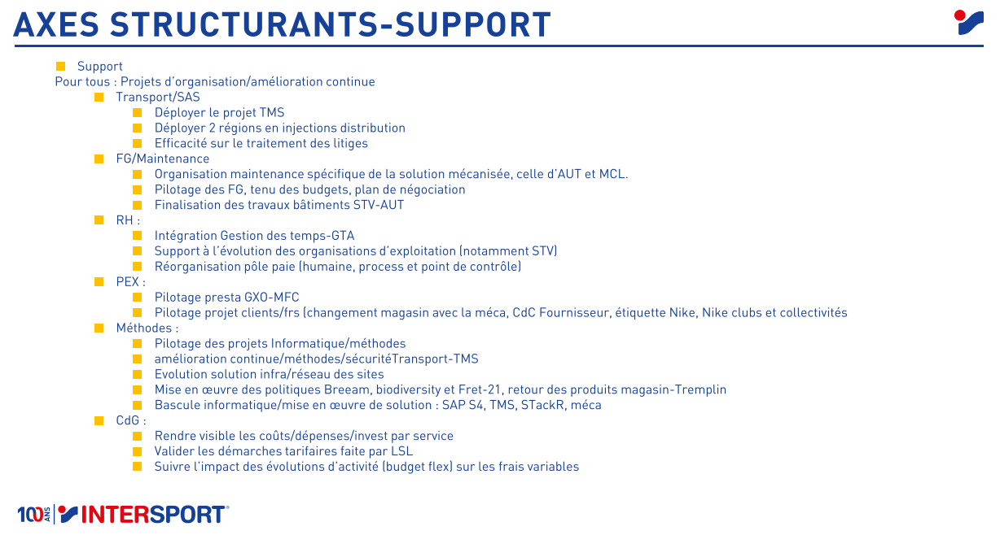 AXES STRUCTURANTS-SUPPORT
Support
Pour tous : Projets d'organisation/amélioration continue
Transport/SAS
Déployer le projet TMS
Déployer 2 régions en injections distribution
Efficacité sur le traitement des litiges
FG/Maintenance
Organisation maintenance spécifique de la solution mécanisée, celle d'AUT et MCL.
Pilotage des FG, tenu des budgets, plan de négociation
Finalisation des travaux bâtiments STV-AUT
RH :
Intégration Gestion des temps-GTA
Support à l'évolution des organisations d'exploitation (notamment STV)
Réorganisation pôle paie (humaine, process et point de contrôle)
PEX :
Pilotage presta GXO-MFC
Pilotage projet clients/frs (changement magasin avec la méca, CdC Fournisseur, étiquette Nike, Nike clubs et collectivités
Méthodes :
Pilotage des projets Informatique/méthodes
amélioration continue/méthodes/sécuritéTransport-TMS
Evolution solution infra/réseau des sites
Mise en œuvre des politiques Breeam, biodiversity et Fret-21, retour des produits magasin-Tremplin
Bascule informatique/mise en œuvre de solution : SAP S4, TMS, STackR, méca
CdG :
Rendre visible les coûts/dépenses/invest par service
Valider les démarches tarifaires faite par LSL
Suivre l'impact des évolutions d'activité (budget flex) sur les frais variables
100 ANS INTERSPORT®